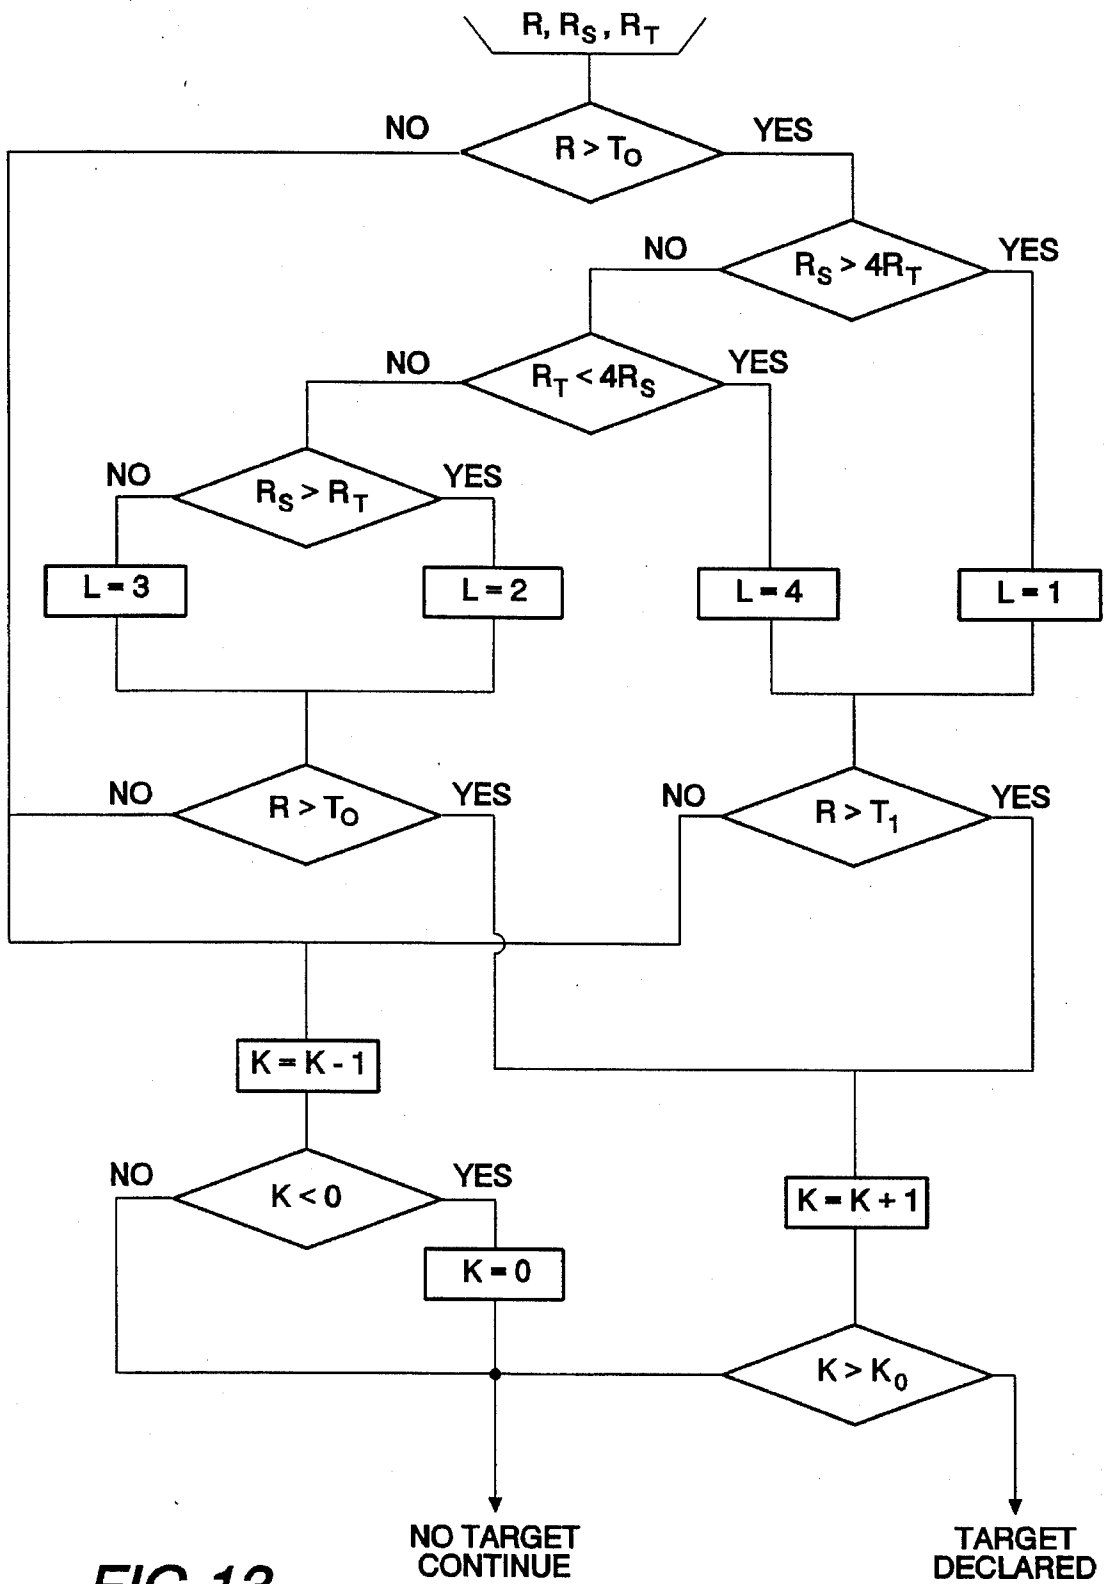 R, R_S, R_T
NO
YES
R > T_O
NO
YES
R_S > 4R_T
NO
YES
R_T < 4R_S
NO
YES
R_S > R_T
L = 3
L = 2
L = 4
L = 1
NO
YES
R > T_O
NO
YES
R > T_1
K = K - 1
NO
YES
K < 0
K = K + 1
K = 0
K > K_0
NO TARGET
CONTINUE
TARGET
DECLARED
FIG. 13